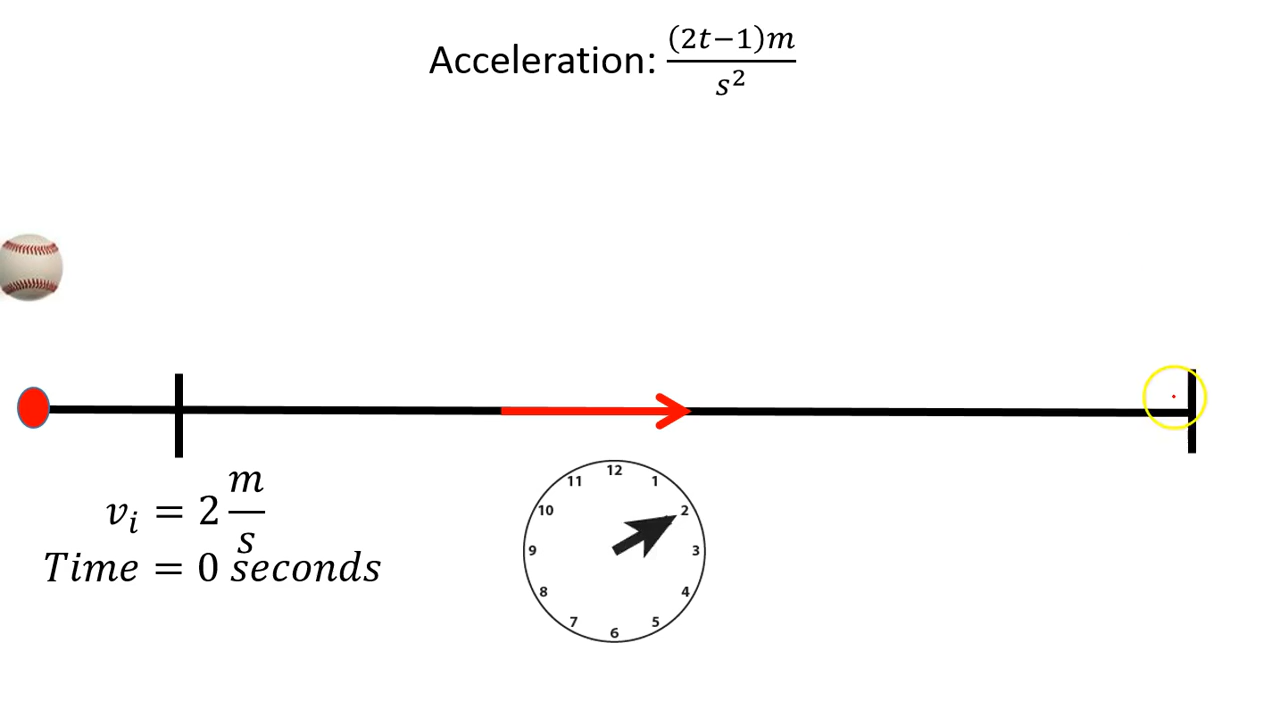 Acceleration: (2t−1)m/s²
v_i = 2 m/s
Time = 0 seconds
12
11 1
10 2
9 3
8 4
7 5
6